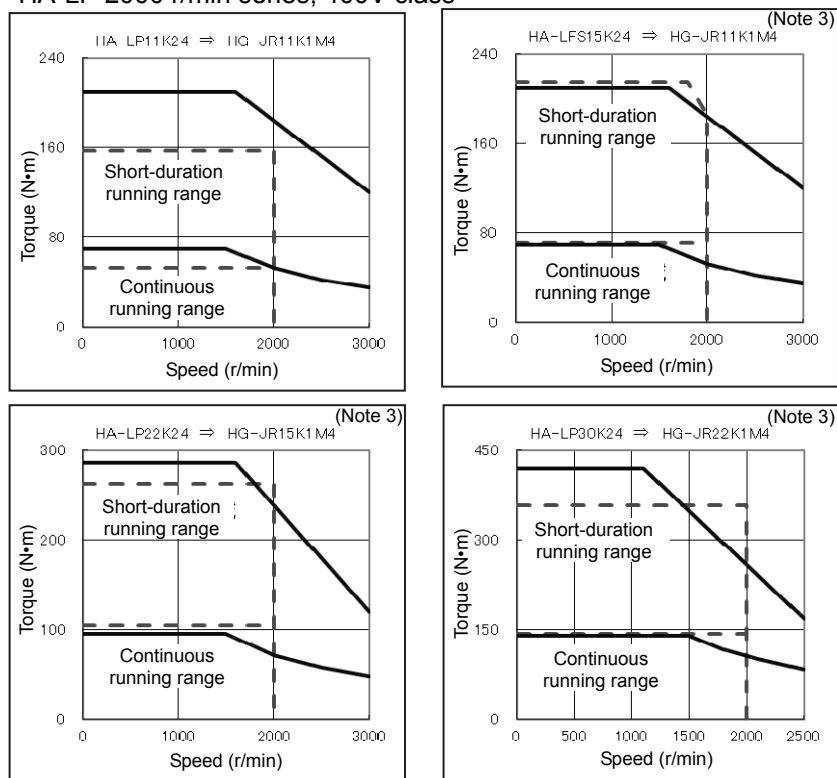 HA-LP 2000 r/min series, 400V class
HA LP11K24 ⇒ HG JR11K1M4
240
160
80
0
Torque (N•m)
Short-duration
running range
Continuous
running range
0 1000 2000 3000
Speed (r/min)
(Note 3)
HA-LFS15K24 ⇒ HG-JR11K1M4
240
160
80
0
Torque (N•m)
Short-duration
running range
Continuous
running range
0 1000 2000 3000
Speed (r/min)
(Note 3)
HA-LP22K24 ⇒ HG-JR15K1M4
300
200
100
0
Torque (N•m)
Short-duration
running range
Continuous
running range
0 1000 2000 3000
Speed (r/min)
(Note 3)
HA-LP30K24 ⇒ HG-JR22K1M4
450
300
150
0
Torque (N•m)
Short-duration
running range
Continuous
running range
0 500 1000 1500 2000 2500
Speed (r/min)